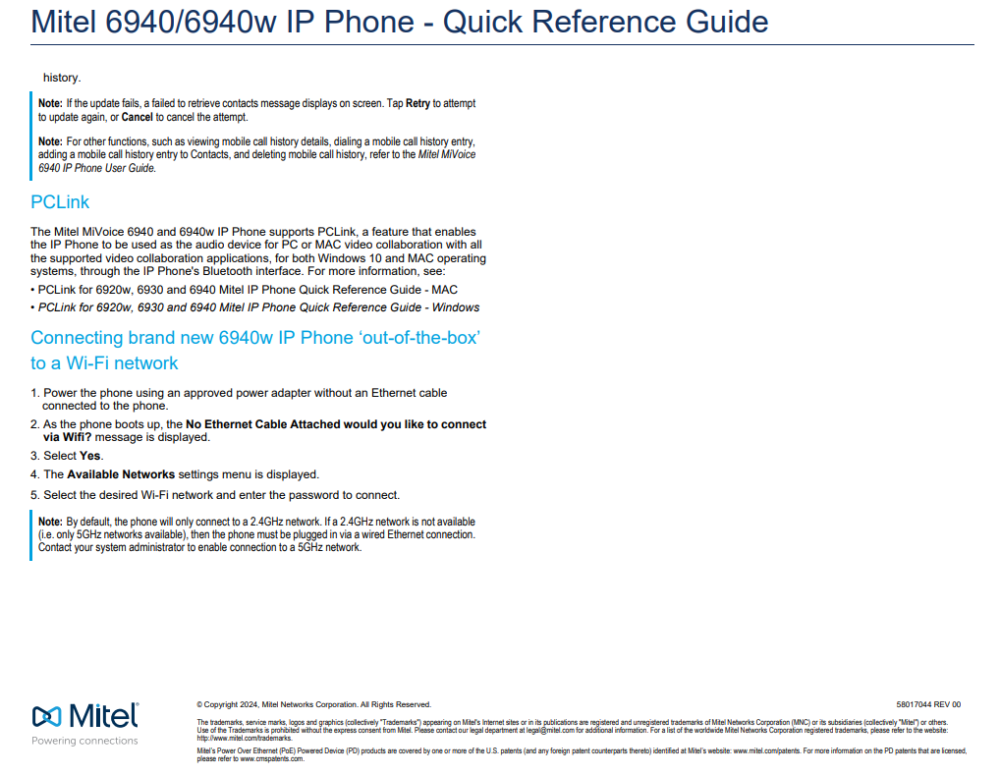 Mitel 6940/6940w IP Phone - Quick Reference Guide
history.
Note: If the update fails, a failed to retrieve contacts message displays on screen. Tap Retry to attempt
to update again, or Cancel to cancel the attempt.
Note: For other functions, such as viewing mobile call history details, dialing a mobile call history entry,
adding a mobile call history entry to Contacts, and deleting mobile call history, refer to the Mitel MiVoice
6940 IP Phone User Guide.
PCLink
The Mitel MiVoice 6940 and 6940w IP Phone supports PCLink, a feature that enables
the IP Phone to be used as the audio device for PC or MAC video collaboration with all
the supported video collaboration applications, for both Windows 10 and MAC operating
systems, through the IP Phone's Bluetooth interface. For more information, see:
• PCLink for 6920w, 6930 and 6940 Mitel IP Phone Quick Reference Guide - MAC
• PCLink for 6920w, 6930 and 6940 Mitel IP Phone Quick Reference Guide - Windows
Connecting brand new 6940w IP Phone ‘out-of-the-box’
to a Wi-Fi network
1. Power the phone using an approved power adapter without an Ethernet cable
connected to the phone.
2. As the phone boots up, the No Ethernet Cable Attached would you like to connect
via Wifi? message is displayed.
3. Select Yes.
4. The Available Networks settings menu is displayed.
5. Select the desired Wi-Fi network and enter the password to connect.
Note: By default, the phone will only connect to a 2.4GHz network. If a 2.4GHz network is not available
(i.e. only 5GHz networks available), then the phone must be plugged in via a wired Ethernet connection.
Contact your system administrator to enable connection to a 5GHz network.
Mitel®
Powering connections
© Copyright 2024, Mitel Networks Corporation. All Rights Reserved.
58017044 REV 00
The trademarks, service marks, logos and graphics (collectively "Trademarks") appearing on Mitel's Internet sites or in its publications are registered and unregistered trademarks of Mitel Networks Corporation (MNC) or its subsidiaries (collectively "Mitel") or others.
Use of the Trademarks is prohibited without the express consent from Mitel. Please contact our legal department at legal@mitel.com for additional information. For a list of the worldwide Mitel Networks Corporation registered trademarks, please refer to the website:
http://www.mitel.com/trademarks.
Mitel's Power Over Ethernet (PoE) Powered Device (PD) products are covered by one or more of the U.S. patents (and any foreign patent counterparts thereto) identified at Mitel's website: www.mitel.com/patents. For more information on the PD patents that are licensed,
please refer to www.cmspatents.com.